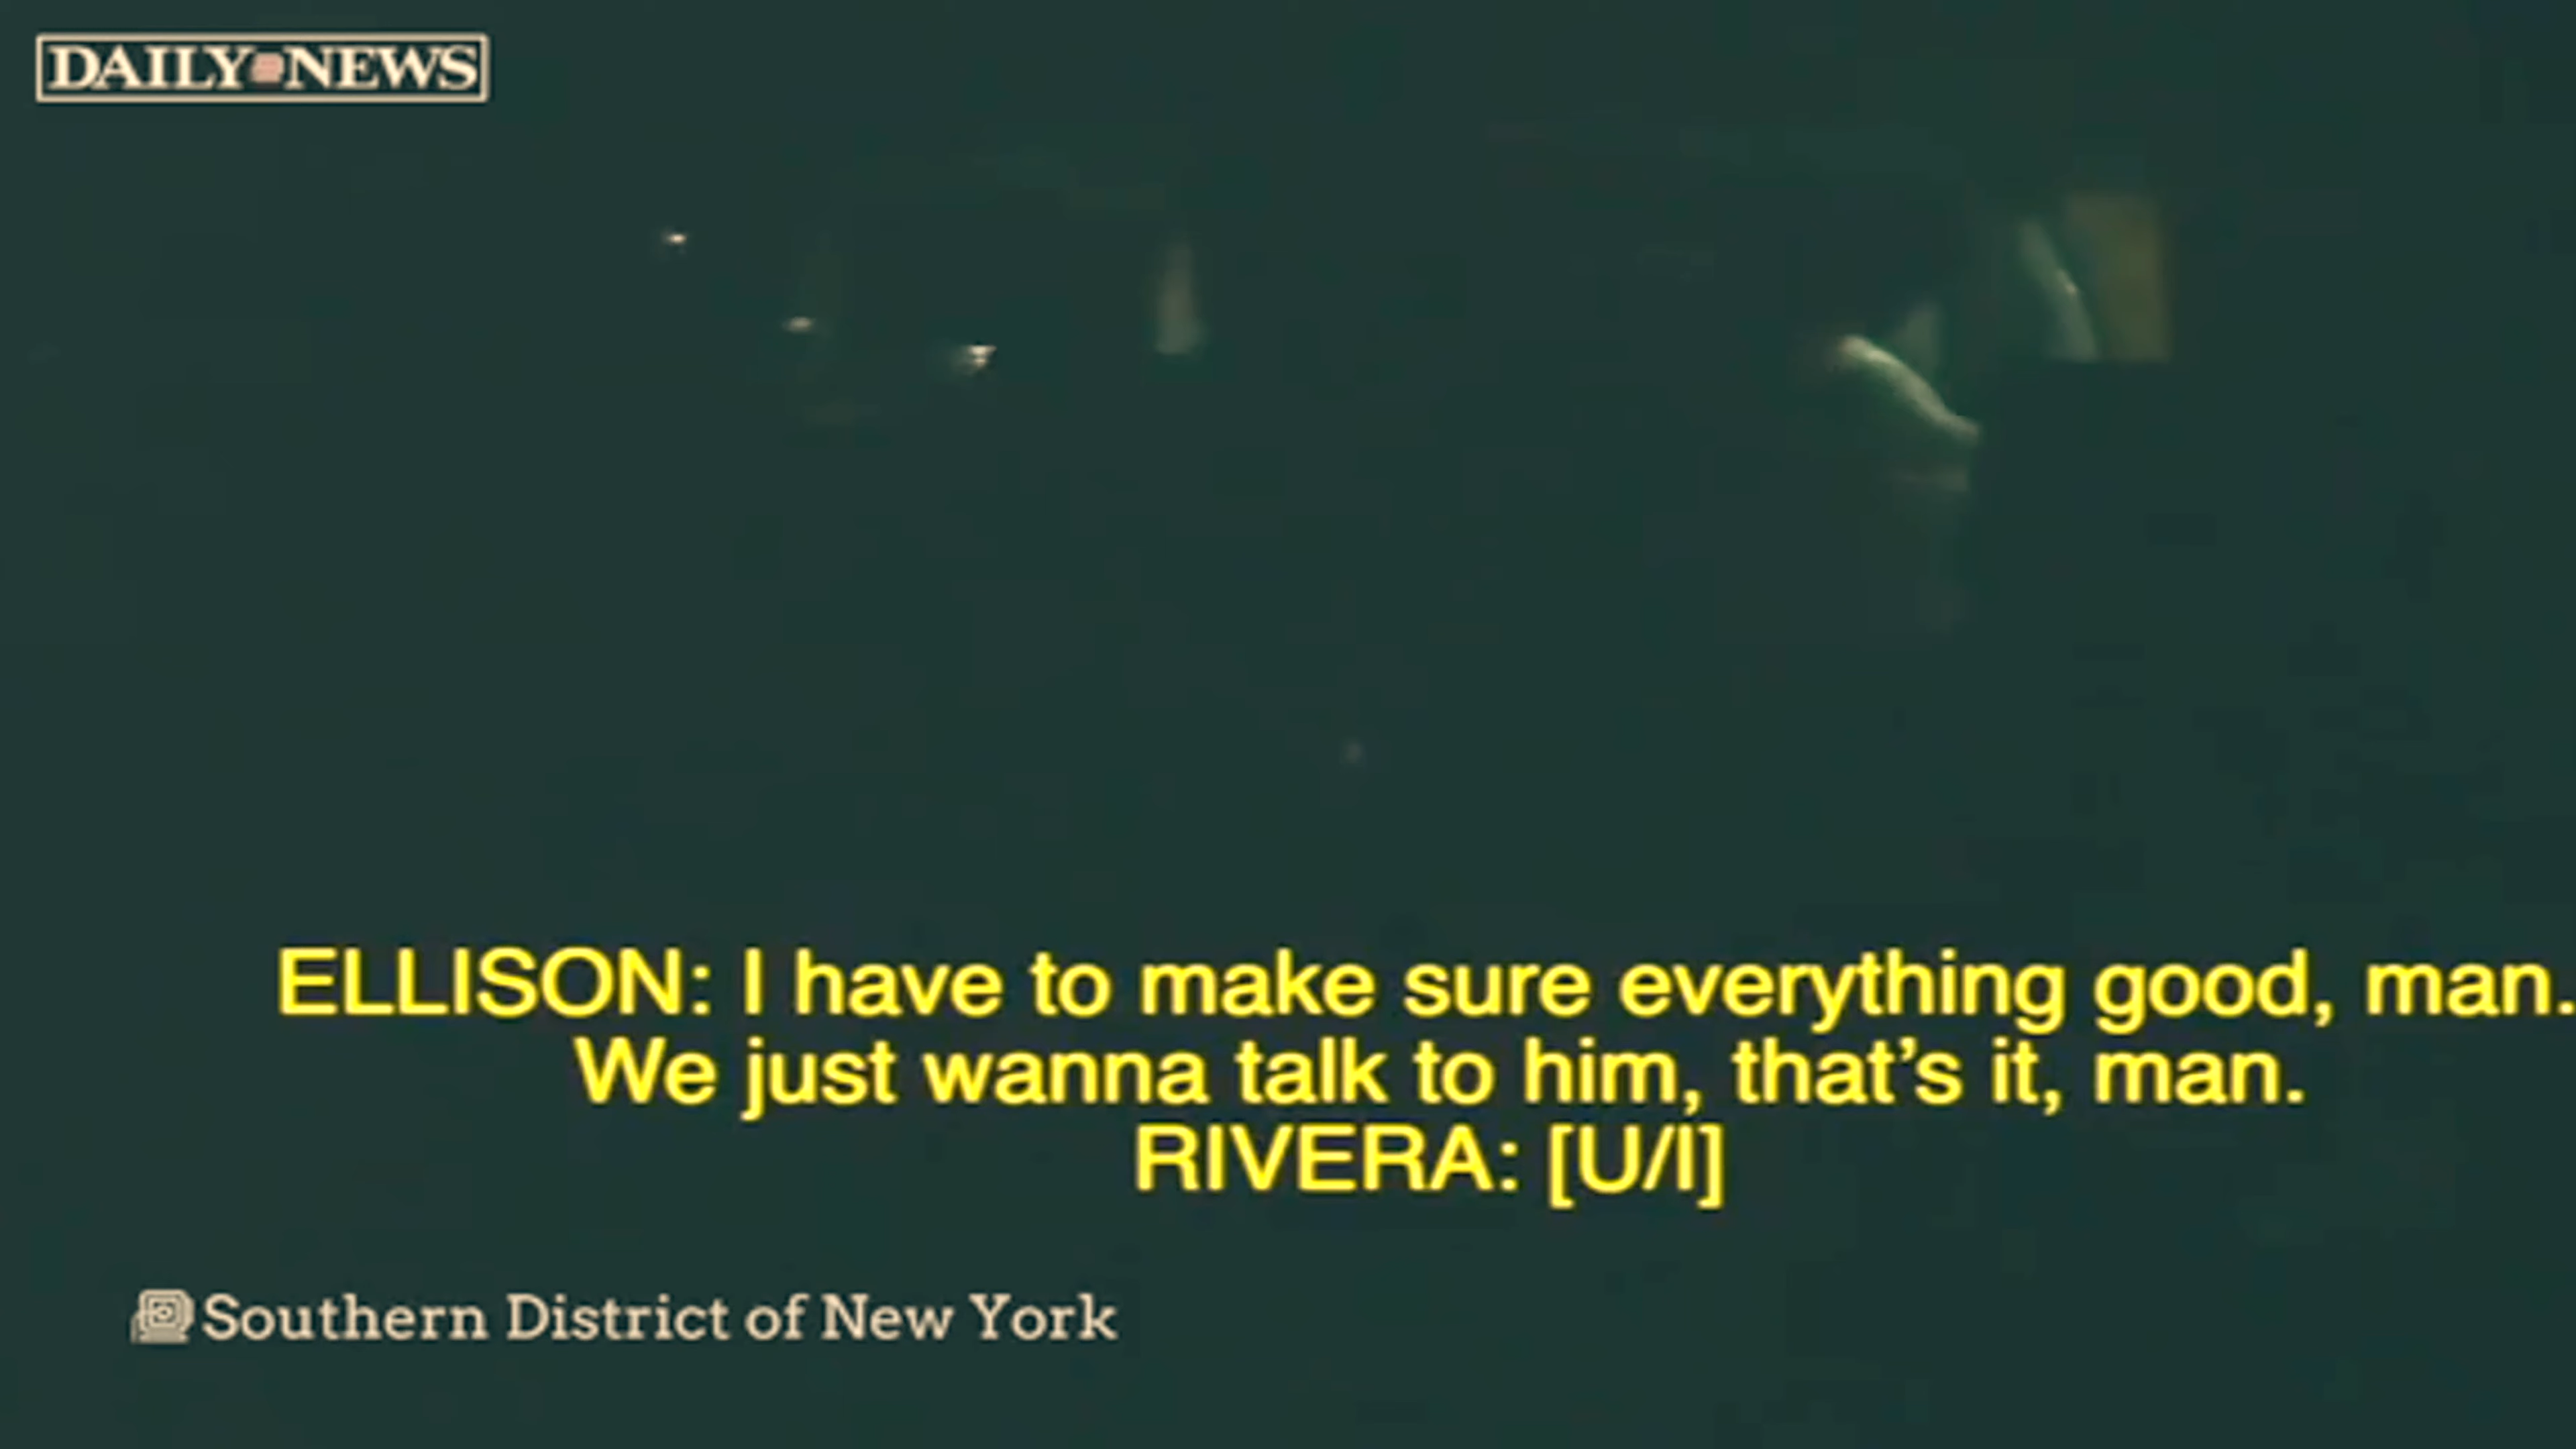 DAILY NEWS
ELLISON: I have to make sure everything good, man.
We just wanna talk to him, that’s it, man.
RIVERA: [U/I]
Southern District of New York